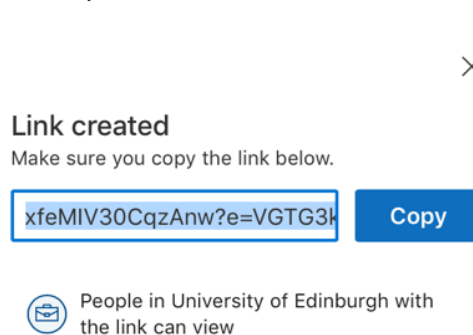 Link created
Make sure you copy the link below.
xfeMIV30CqzAnw?e=VGTG3k
Copy
People in University of Edinburgh with
the link can view